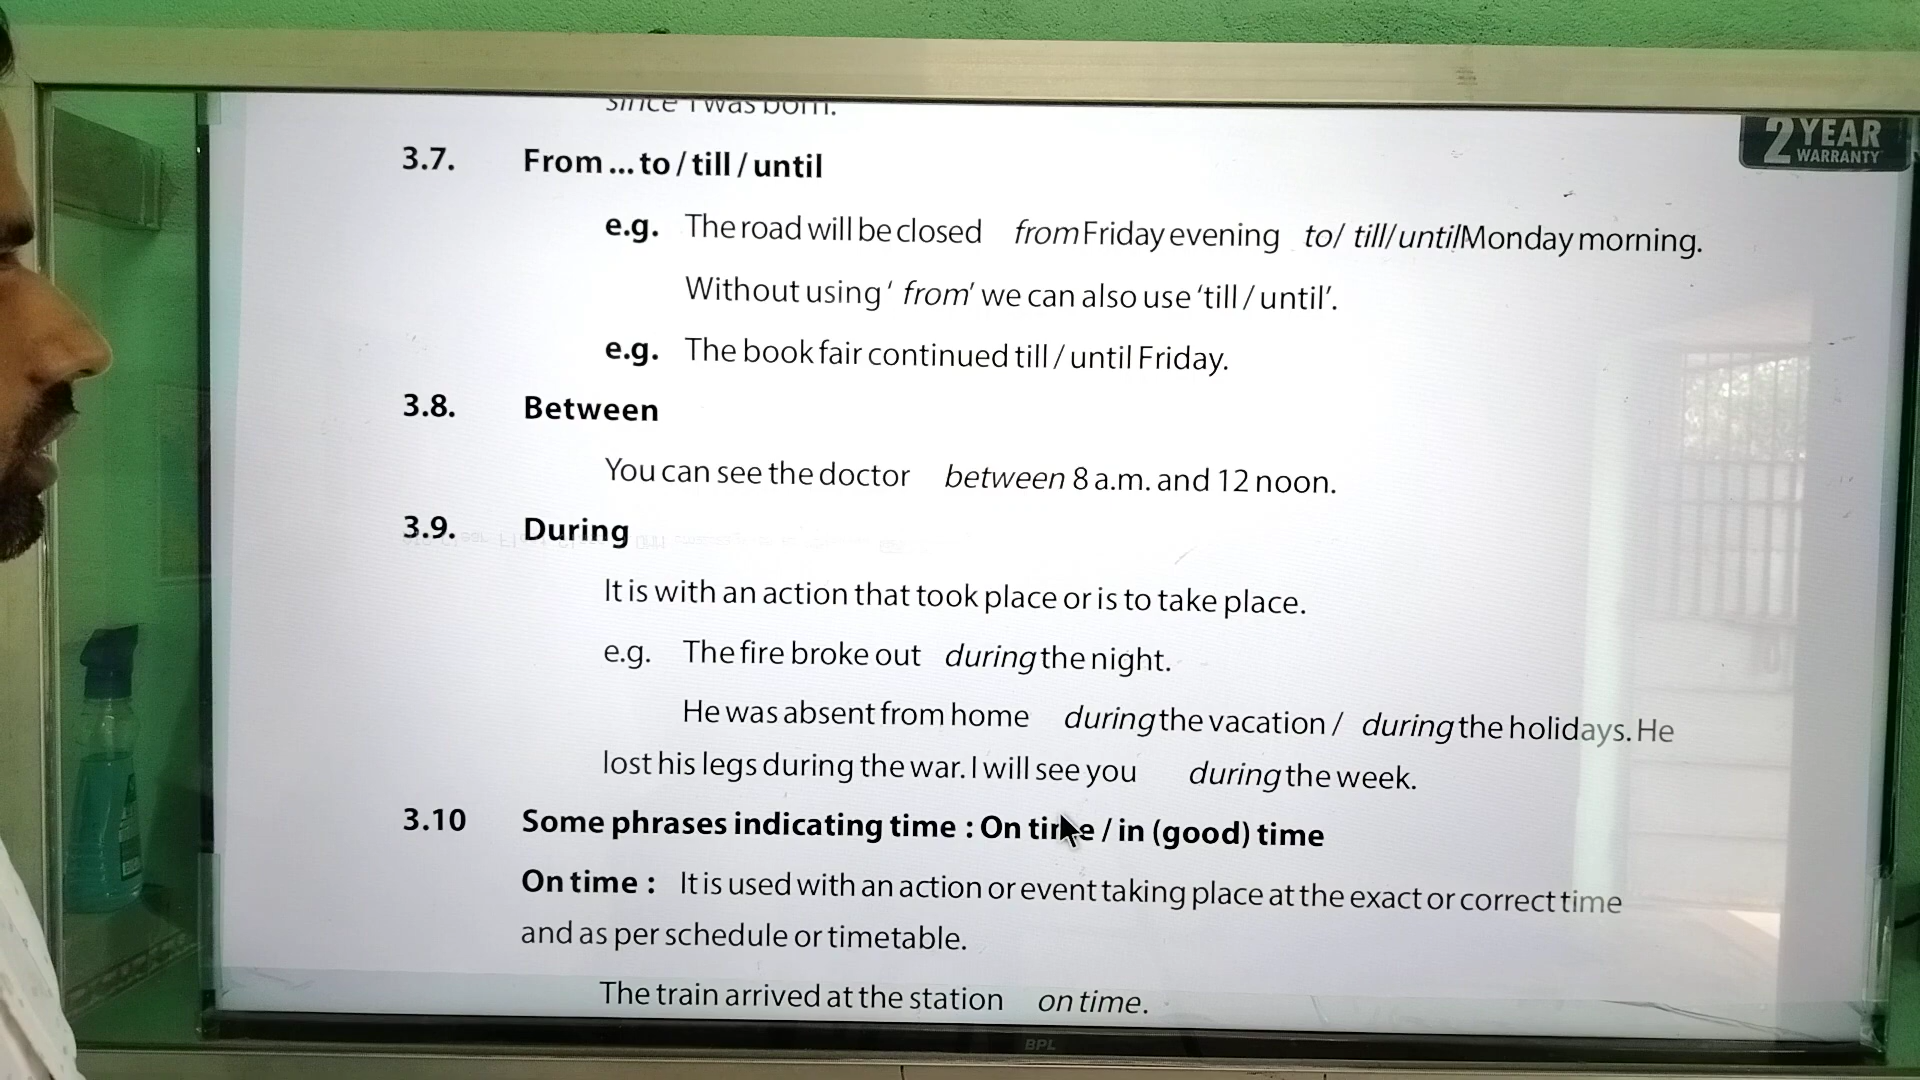 since I was born.
2 YEAR WARRANTY
3.7. From ... to / till / until
e.g. The road will be closed from Friday evening to/ till/ until Monday morning.
Without using ' from' we can also use 'till / until'.
e.g. The book fair continued till / until Friday.
3.8. Between
You can see the doctor between 8 a.m. and 12 noon.
3.9. During
It is with an action that took place or is to take place.
e.g. The fire broke out during the night.
He was absent from home during the vacation / during the holidays. He
lost his legs during the war. I will see you during the week.
3.10 Some phrases indicating time : On time / in (good) time
On time : It is used with an action or event taking place at the exact or correct time
and as per schedule or timetable.
The train arrived at the station on time.
BPL